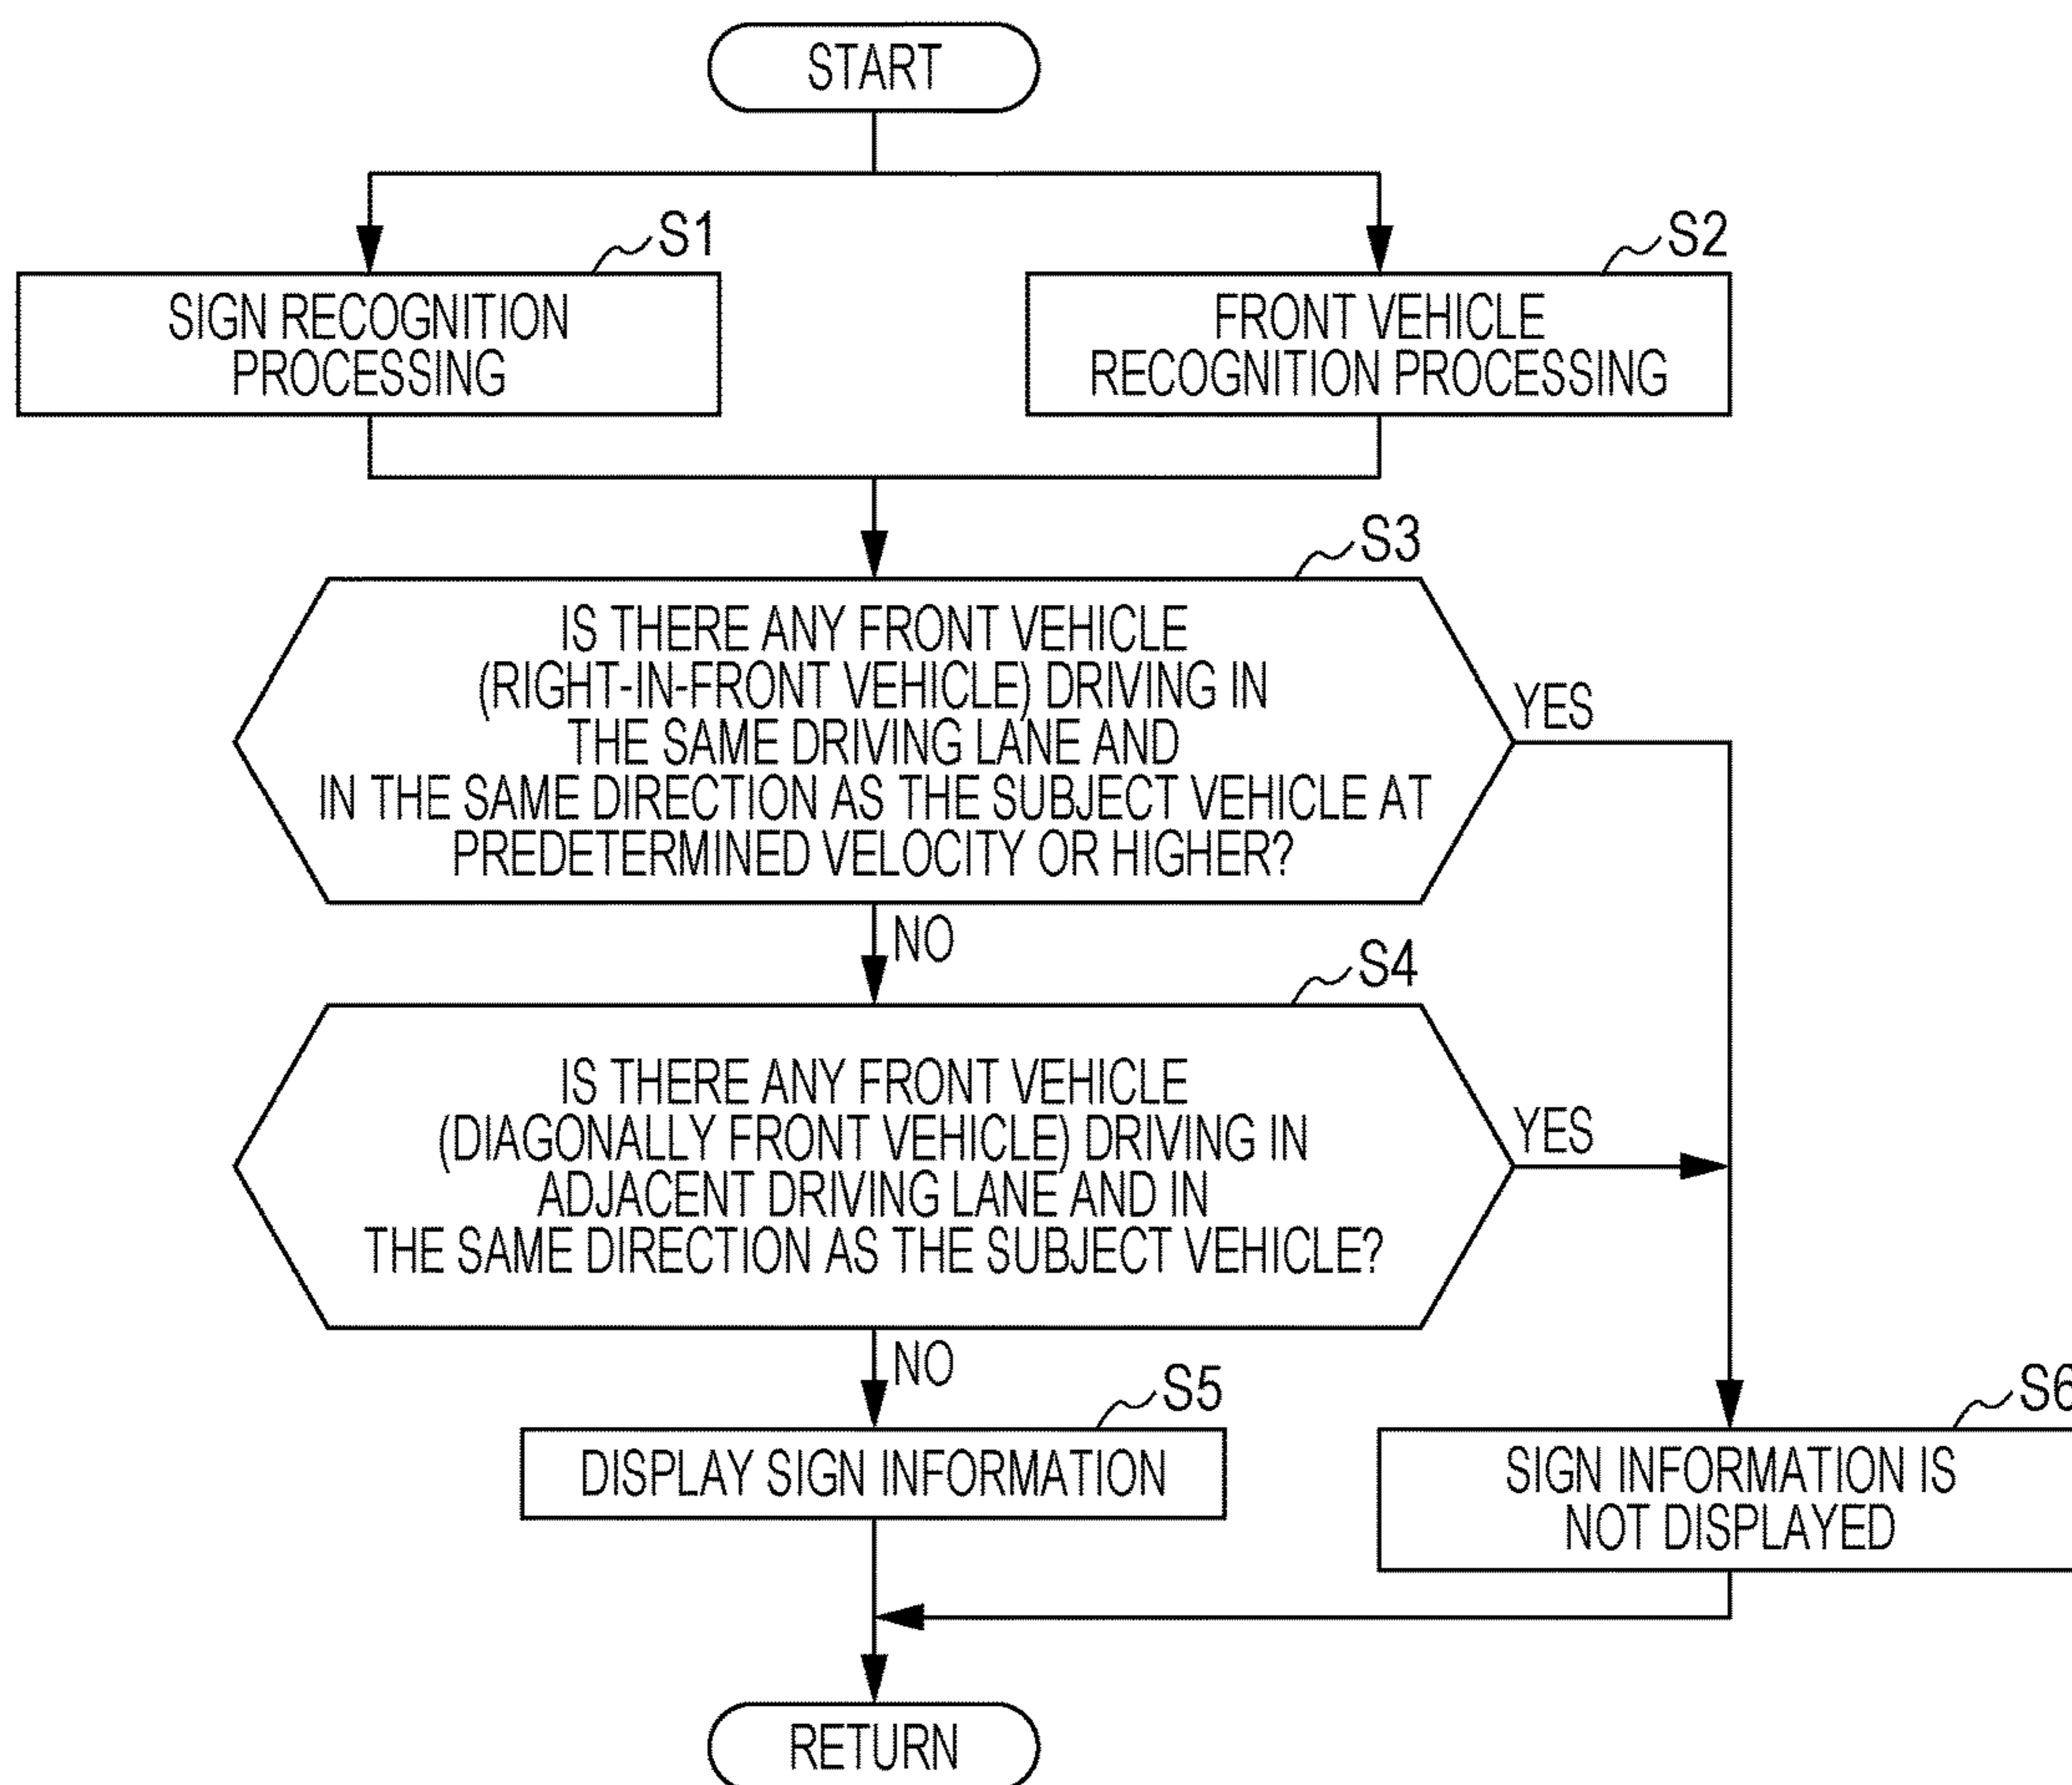 START
S1
S2
SIGN RECOGNITION
PROCESSING
FRONT VEHICLE
RECOGNITION PROCESSING
S3
IS THERE ANY FRONT VEHICLE
(RIGHT-IN-FRONT VEHICLE) DRIVING IN
THE SAME DRIVING LANE AND
IN THE SAME DIRECTION AS THE SUBJECT VEHICLE AT
PREDETERMINED VELOCITY OR HIGHER?
YES
NO
S4
IS THERE ANY FRONT VEHICLE
(DIAGONALLY FRONT VEHICLE) DRIVING IN
ADJACENT DRIVING LANE AND IN
THE SAME DIRECTION AS THE SUBJECT VEHICLE?
YES
NO
S5
S6
DISPLAY SIGN INFORMATION
SIGN INFORMATION IS
NOT DISPLAYED
RETURN